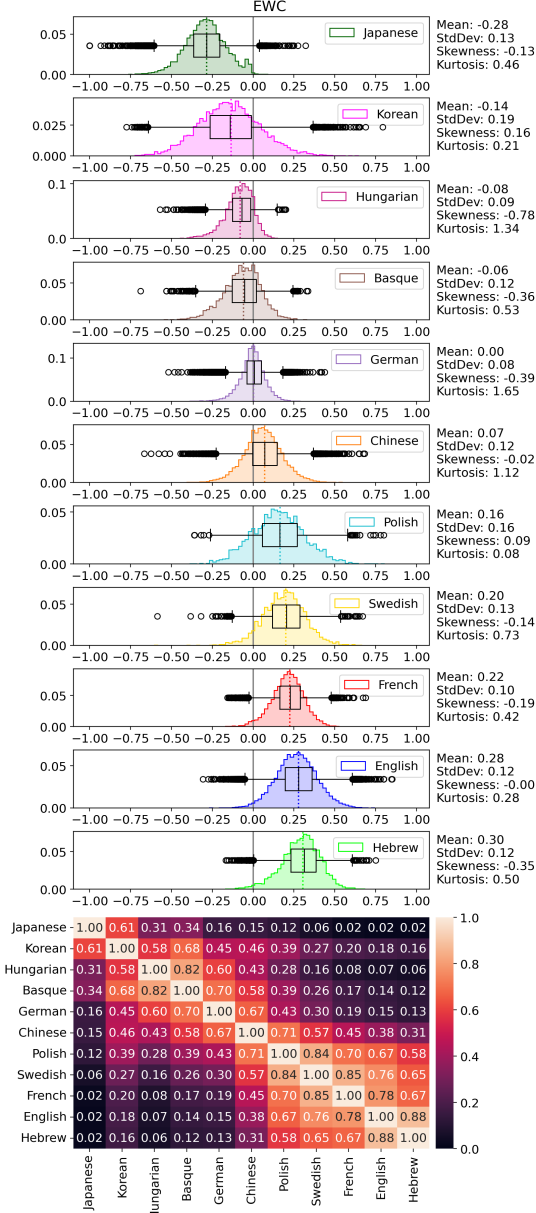 EWC
0.05
0.00
Japanese
Mean: -0.28
StdDev: 0.13
Skewness: -0.13
Kurtosis: 0.46
−1.00 −0.75 −0.50 −0.25 0.00 0.25 0.50 0.75 1.00
0.025
0.000
Korean
Mean: -0.14
StdDev: 0.19
Skewness: 0.16
Kurtosis: 0.21
−1.00 −0.75 −0.50 −0.25 0.00 0.25 0.50 0.75 1.00
0.1
0.0
Hungarian
Mean: -0.08
StdDev: 0.09
Skewness: -0.78
Kurtosis: 1.34
−1.00 −0.75 −0.50 −0.25 0.00 0.25 0.50 0.75 1.00
0.05
0.00
Basque
Mean: -0.06
StdDev: 0.12
Skewness: -0.36
Kurtosis: 0.53
−1.00 −0.75 −0.50 −0.25 0.00 0.25 0.50 0.75 1.00
0.1
0.0
German
Mean: 0.00
StdDev: 0.08
Skewness: -0.39
Kurtosis: 1.65
−1.00 −0.75 −0.50 −0.25 0.00 0.25 0.50 0.75 1.00
0.05
0.00
Chinese
Mean: 0.07
StdDev: 0.12
Skewness: -0.02
Kurtosis: 1.12
−1.00 −0.75 −0.50 −0.25 0.00 0.25 0.50 0.75 1.00
0.05
0.00
Polish
Mean: 0.16
StdDev: 0.16
Skewness: 0.09
Kurtosis: 0.08
−1.00 −0.75 −0.50 −0.25 0.00 0.25 0.50 0.75 1.00
0.05
0.00
Swedish
Mean: 0.20
StdDev: 0.13
Skewness: -0.14
Kurtosis: 0.73
−1.00 −0.75 −0.50 −0.25 0.00 0.25 0.50 0.75 1.00
0.05
0.00
French
Mean: 0.22
StdDev: 0.10
Skewness: -0.19
Kurtosis: 0.42
−1.00 −0.75 −0.50 −0.25 0.00 0.25 0.50 0.75 1.00
0.05
0.00
English
Mean: 0.28
StdDev: 0.12
Skewness: -0.00
Kurtosis: 0.28
−1.00 −0.75 −0.50 −0.25 0.00 0.25 0.50 0.75 1.00
0.05
0.00
Hebrew
Mean: 0.30
StdDev: 0.12
Skewness: -0.35
Kurtosis: 0.50
−1.00 −0.75 −0.50 −0.25 0.00 0.25 0.50 0.75 1.00
Japanese 1.00 0.61 0.31 0.34 0.16 0.15 0.12 0.06 0.02 0.02 0.02
Korean 0.61 1.00 0.58 0.68 0.45 0.46 0.39 0.27 0.20 0.18 0.16
Hungarian 0.31 0.58 1.00 0.82 0.60 0.43 0.28 0.16 0.08 0.07 0.06
Basque 0.34 0.68 0.82 1.00 0.70 0.58 0.39 0.26 0.17 0.14 0.12
German 0.16 0.45 0.60 0.70 1.00 0.67 0.43 0.30 0.19 0.15 0.13
Chinese 0.15 0.46 0.43 0.58 0.67 1.00 0.71 0.57 0.45 0.38 0.31
Polish 0.12 0.39 0.28 0.39 0.43 0.71 1.00 0.84 0.70 0.67 0.58
Swedish 0.06 0.27 0.16 0.26 0.30 0.57 0.84 1.00 0.85 0.76 0.65
French 0.02 0.20 0.08 0.17 0.19 0.45 0.70 0.85 1.00 0.78 0.67
English 0.02 0.18 0.07 0.14 0.15 0.38 0.67 0.76 0.78 1.00 0.88
Hebrew 0.02 0.16 0.06 0.12 0.13 0.31 0.58 0.65 0.67 0.88 1.00
Japanese Korean Hungarian Basque German Chinese Polish Swedish French English Hebrew
1.0
0.8
0.6
0.4
0.2
0.0